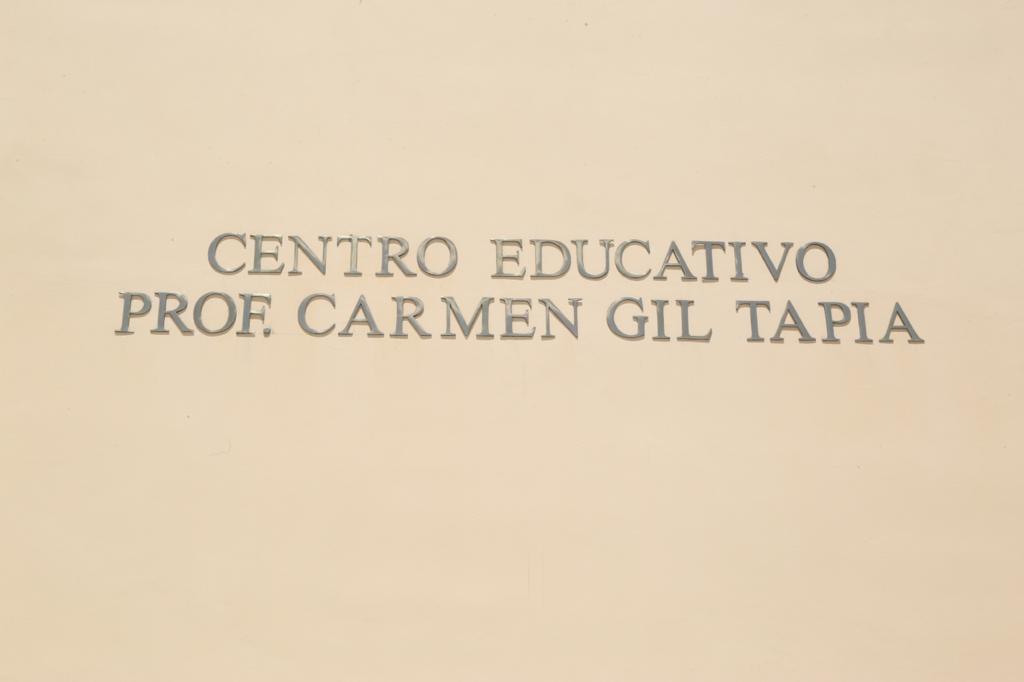 CENTRO EDUCATIVO
PROF. CARMEN GIL TAPIA